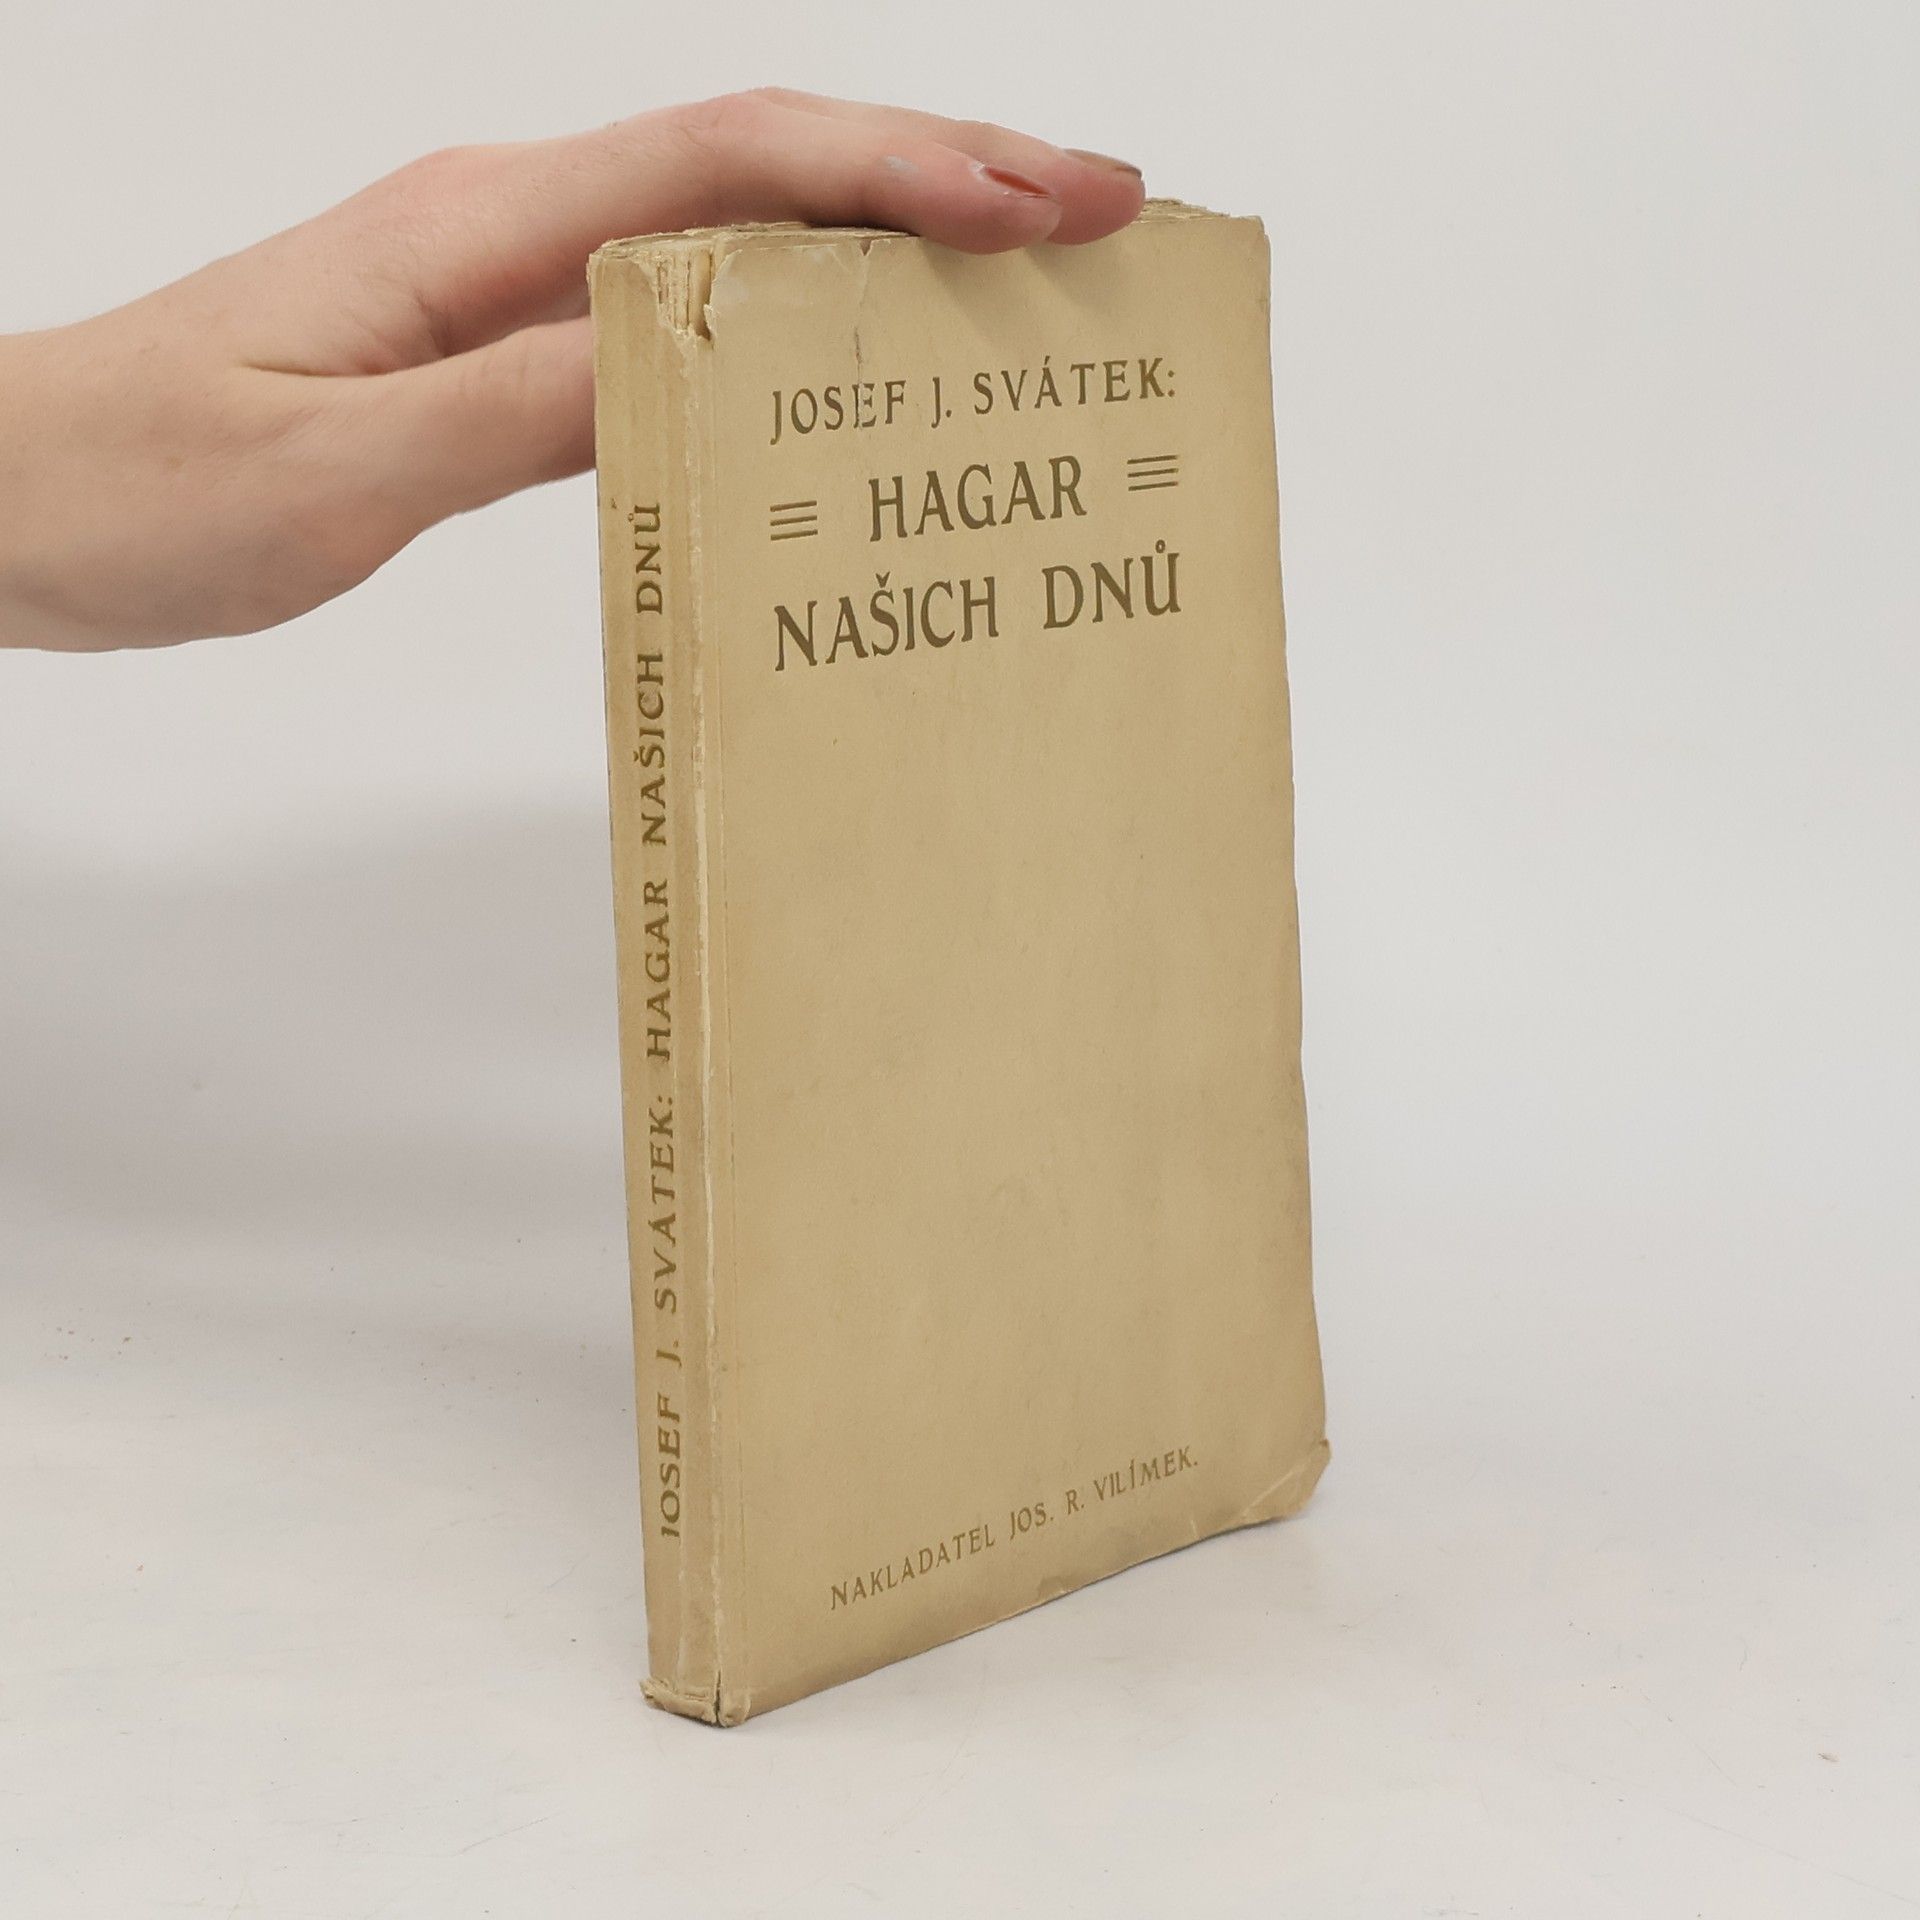 JOSEF J. SVÁTEK:
HAGAR
NAŠICH DNŮ
NAKLADATEL JOS. R. VILÍMEK.
JOSEF J. SVÁTEK: HAGAR NAŠICH DNŮ